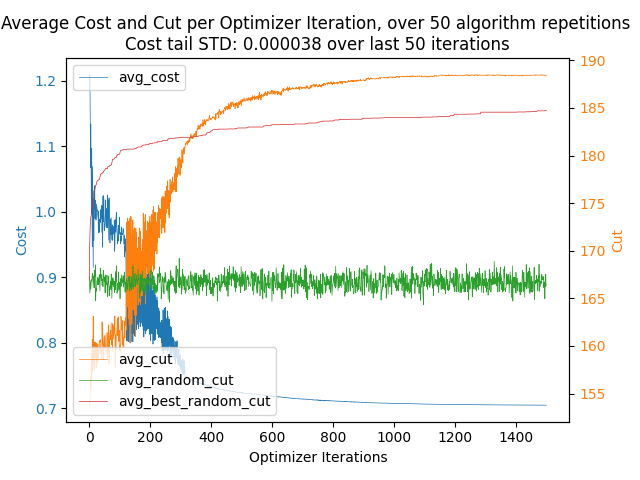 Average Cost and Cut per Optimizer Iteration, over 50 algorithm repetitions
Cost tail STD: 0.000038 over last 50 iterations
avg_cost
1.2
1.1
1.0
0.9
0.8
0.7
Cost
190
185
180
175
170
165
160
155
Cut
avg_cut
avg_random_cut
avg_best_random_cut
0 200 400 600 800 1000 1200 1400
Optimizer Iterations